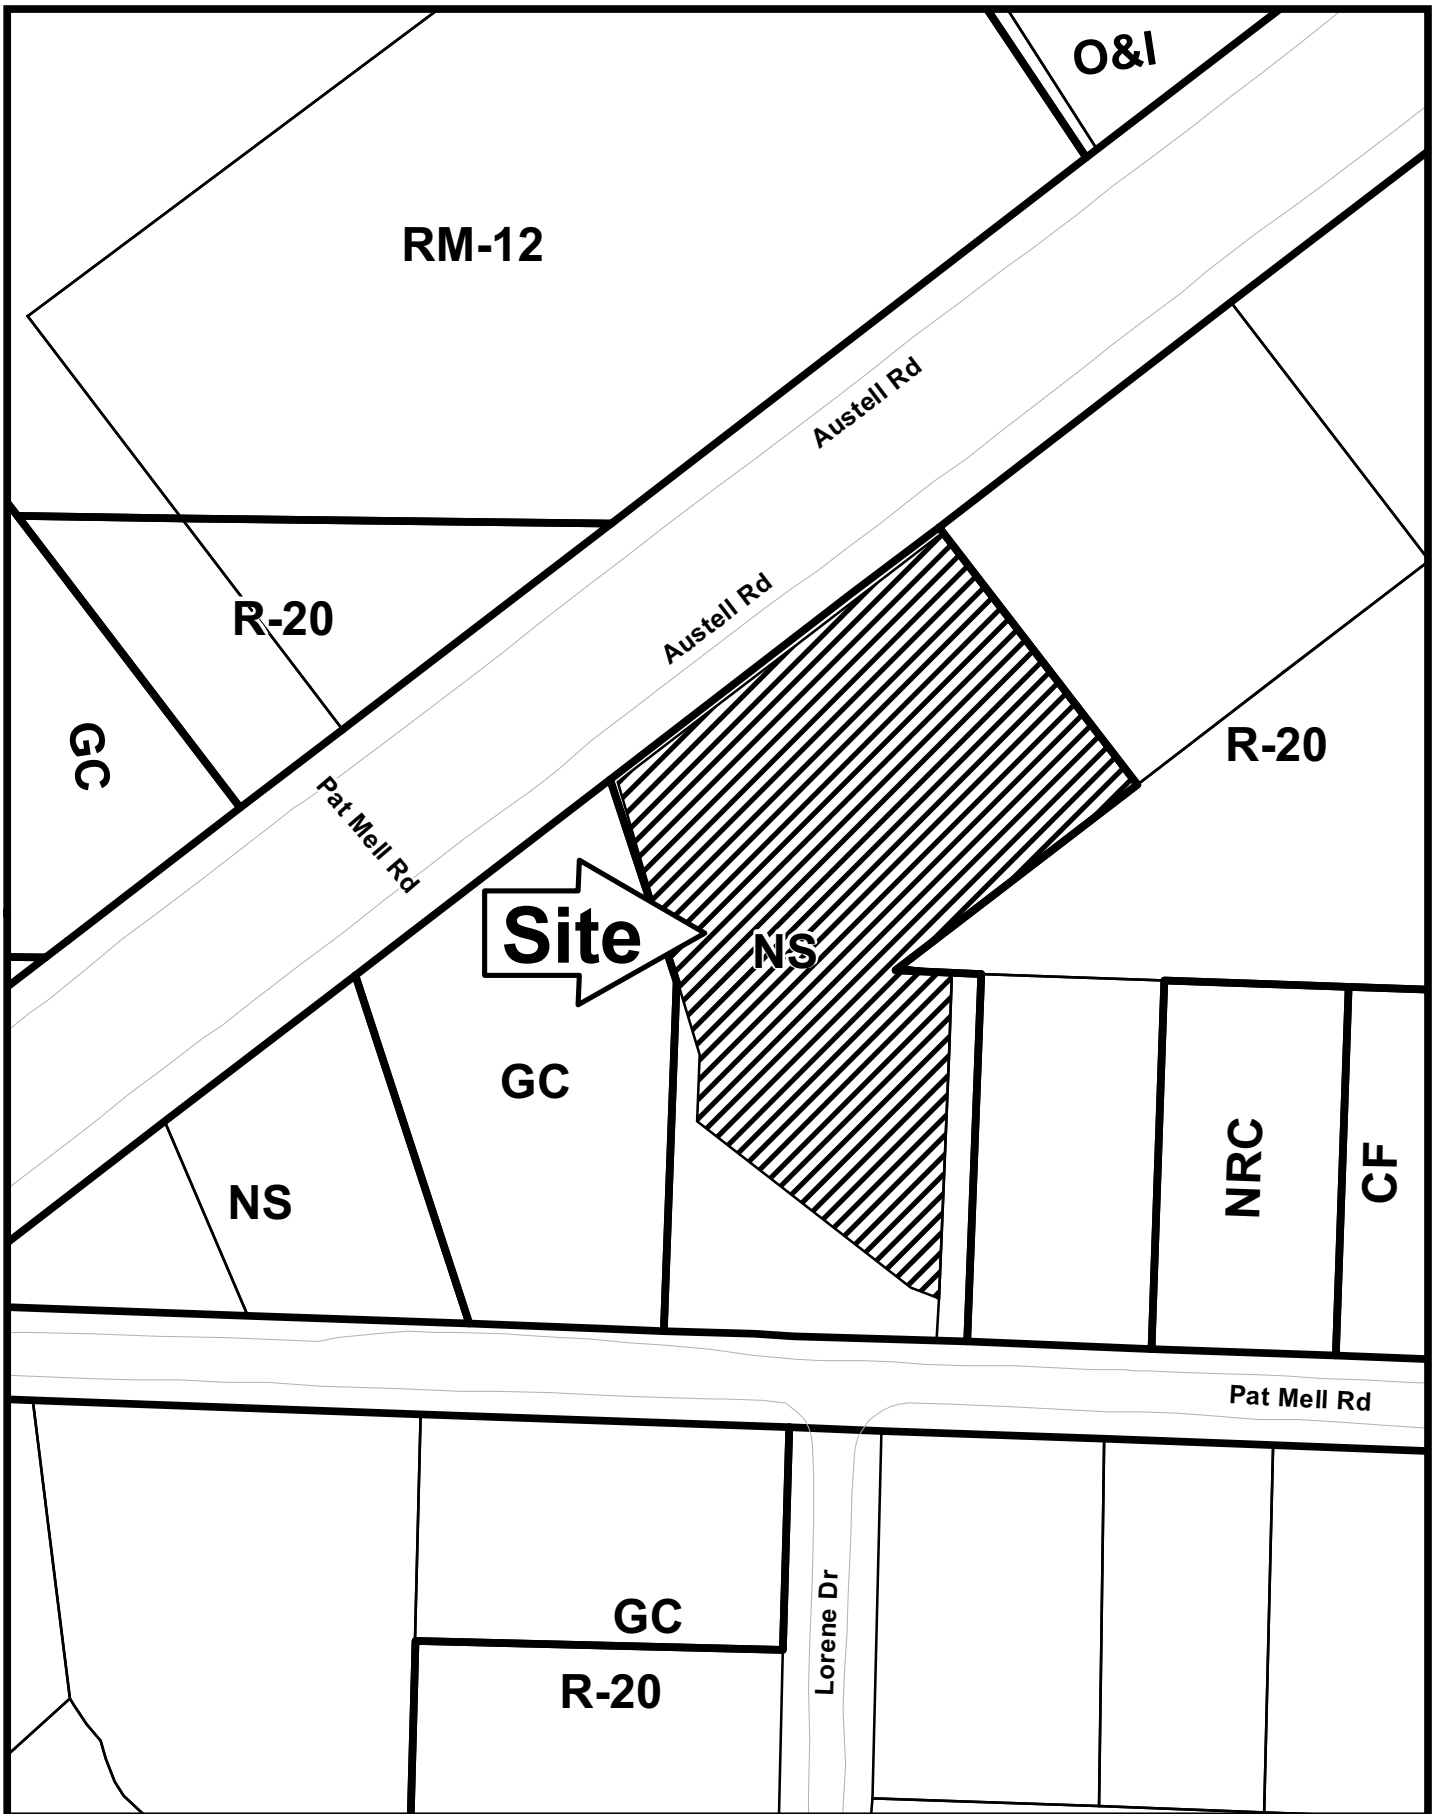 O&I
RM-12
Austell Rd
Austell Rd
R-20
GC
R-20
Pat Mell Rd
Site
NS
GC
NRC
CF
NS
Pat Mell Rd
GC
Lorene Dr
R-20